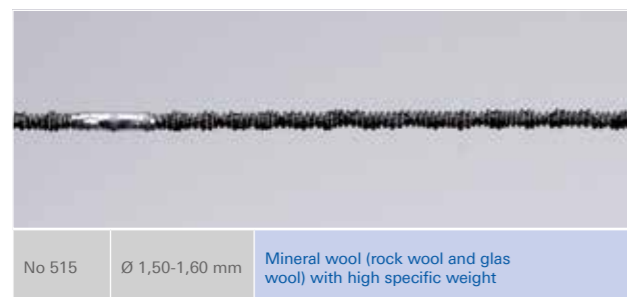 No 515
Ø 1,50-1,60 mm
Mineral wool (rock wool and glas
wool) with high specific weight